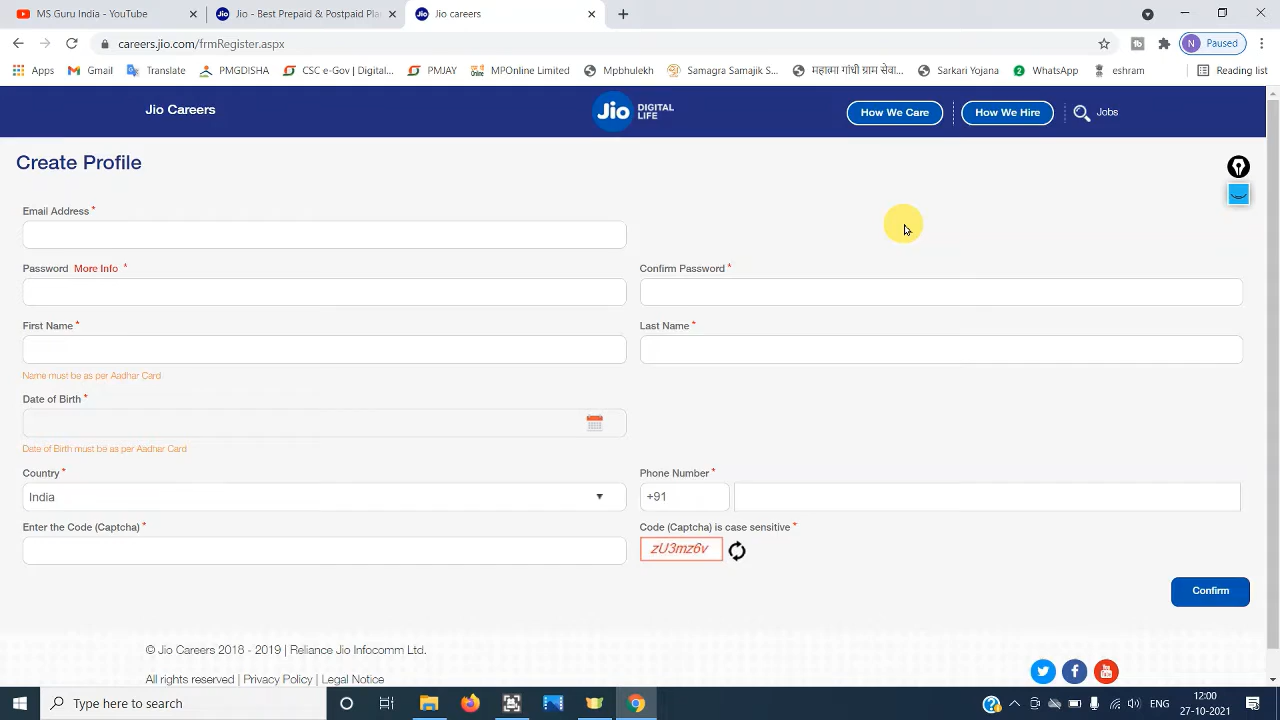 MS Guru India - YouTube
Jio - Best Prepaid & Postpaid Pla
Jio careers
careers.jio.com/frmRegister.aspx
Paused
Apps
Gmail
Translate
PMGDISHA
CSC e-Gov | Digital...
PMJAY
MPOnline Limited
Mpbhulekh
Samagra Samajik S...
महात्मा गांधी ग्राम सेवा...
Sarkari Yojana
WhatsApp
eshram
Reading list
Jio Careers
Jio DIGITAL LIFE
How We Care
How We Hire
Jobs
Create Profile
Email Address *
Password More Info *
Confirm Password *
First Name *
Last Name *
Name must be as per Aadhar Card
Date of Birth *
Date of Birth must be as per Aadhar Card
Country *
Phone Number *
India
+91
Enter the Code (Captcha) *
Code (Captcha) is case sensitive *
zU3mz6v
Confirm
© Jio Careers 2018 - 2019 | Reliance Jio Infocomm Ltd.
All rights reserved | Privacy Policy | Legal Notice
Type here to search
ENG
12:00
27-10-2021